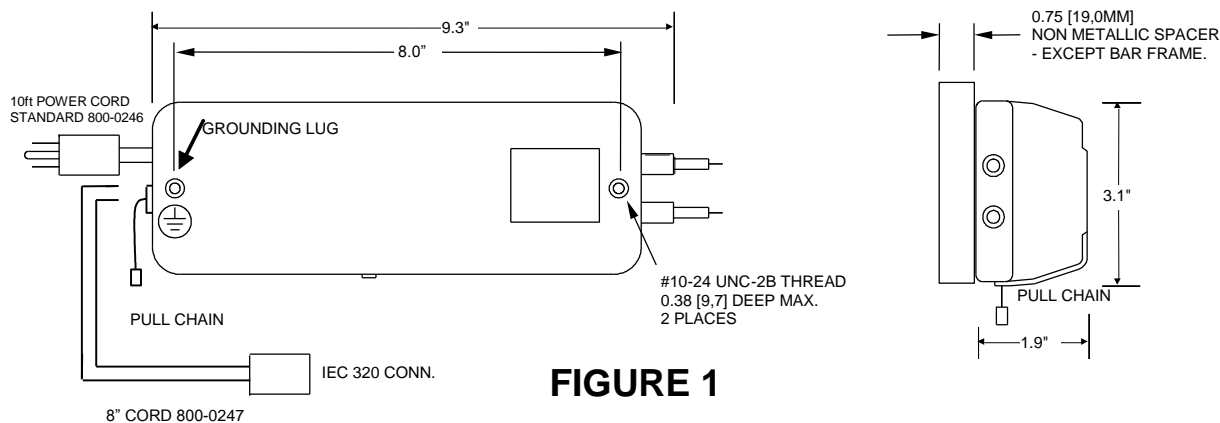 9.3"
8.0”
10ft POWER CORD
STANDARD 800-0246
GROUNDING LUG
#10-24 UNC-2B THREAD
0.38 [9,7] DEEP MAX.
2 PLACES
PULL CHAIN
IEC 320 CONN.
8” CORD 800-0247
FIGURE 1
0.75 [19,0MM]
NON METALLIC SPACER
- EXCEPT BAR FRAME.
3.1"
PULL CHAIN
1.9"